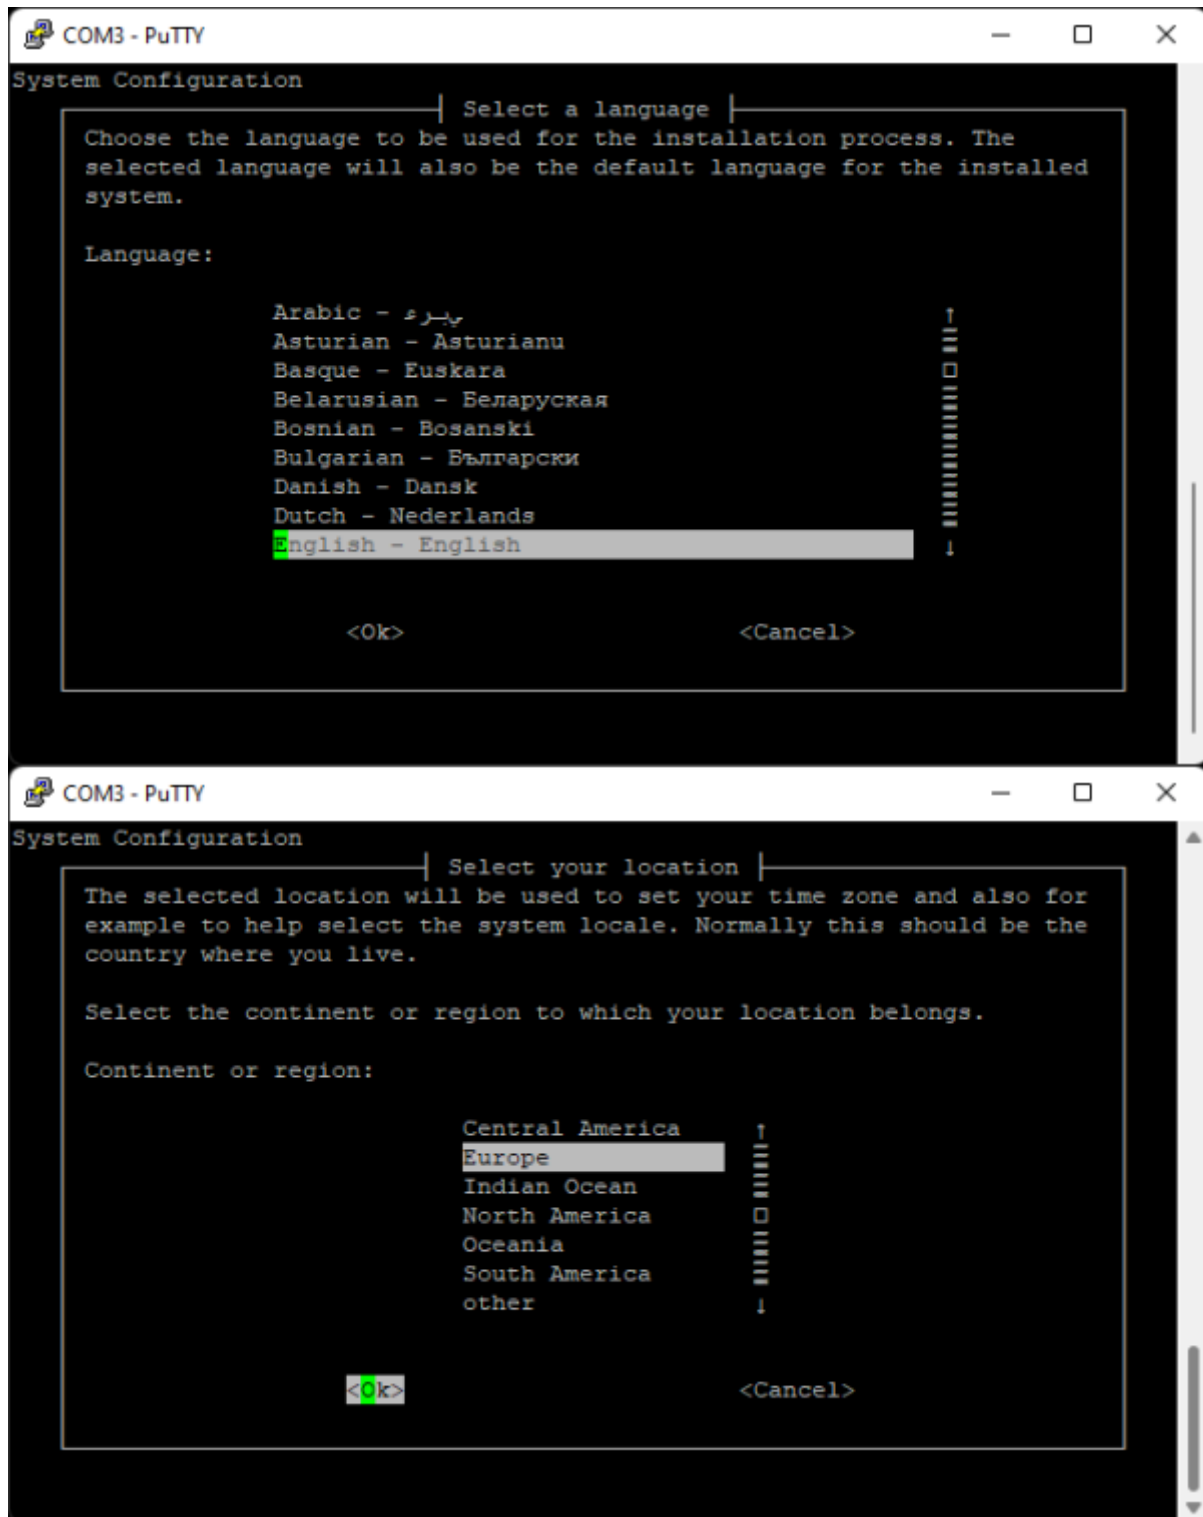 COM3 - PuTTY
System Configuration
Select a language
Choose the language to be used for the installation process. The
selected language will also be the default language for the installed
system.
Language:
Arabic - ﻲﺑﺮﻋ
Asturian - Asturianu
Basque - Euskara
Belarusian - Беларуская
Bosnian - Bosanski
Bulgarian - Български
Danish - Dansk
Dutch - Nederlands
English - English
<Ok> <Cancel>
COM3 - PuTTY
System Configuration
Select your location
The selected location will be used to set your time zone and also for
example to help select the system locale. Normally this should be the
country where you live.
Select the continent or region to which your location belongs.
Continent or region:
Central America
Europe
Indian Ocean
North America
Oceania
South America
other
<Ok> <Cancel>